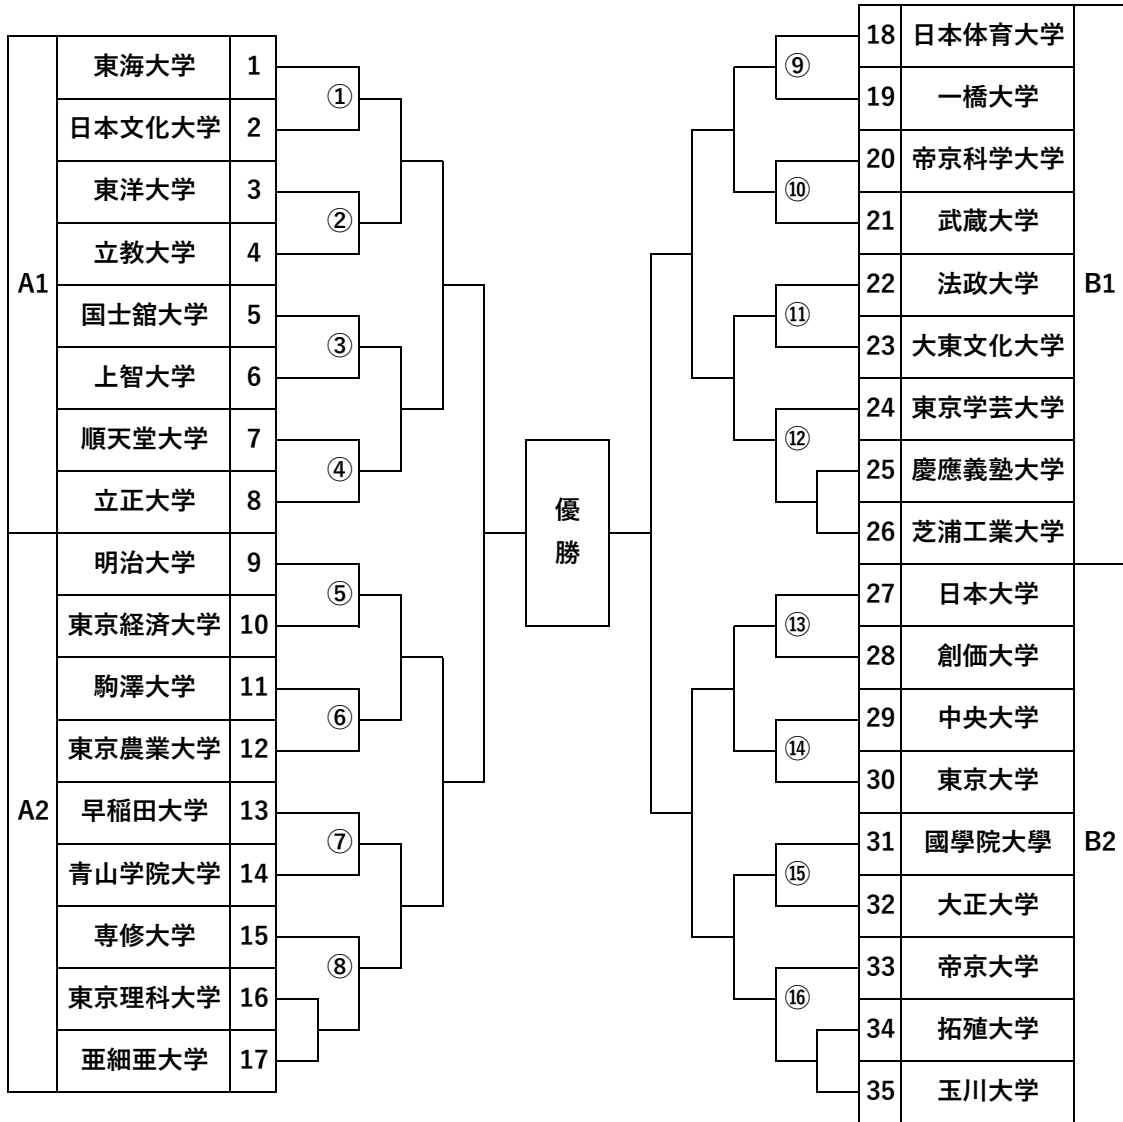 A1
東海大学 1
日本文化大学 2
①
東洋大学 3
立教大学 4
②
国士舘大学 5
上智大学 6
③
順天堂大学 7
立正大学 8
④
A2
明治大学 9
東京経済大学 10
⑤
駒澤大学 11
東京農業大学 12
⑥
早稲田大学 13
青山学院大学 14
⑦
専修大学 15
東京理科大学 16
亜細亜大学 17
⑧
優
勝
B1
18 日本体育大学
19 一橋大学
⑨
20 帝京科学大学
21 武蔵大学
⑩
22 法政大学
23 大東文化大学
⑪
24 東京学芸大学
25 慶應義塾大学
26 芝浦工業大学
⑫
B2
27 日本大学
28 創価大学
⑬
29 中央大学
30 東京大学
⑭
31 國學院大學
32 大正大学
⑮
33 帝京大学
34 拓殖大学
35 玉川大学
⑯